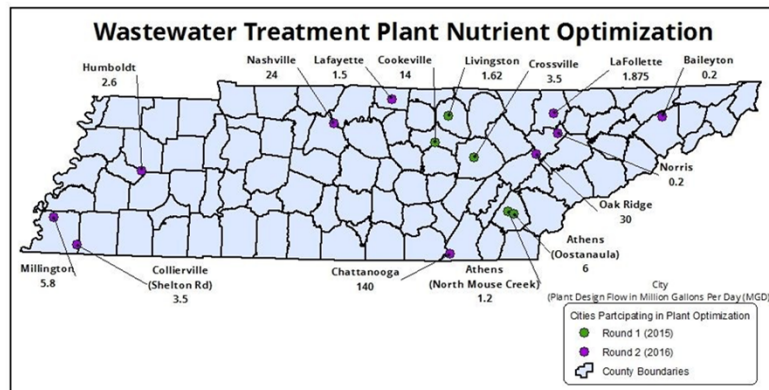 Wastewater Treatment Plant Nutrient Optimization
Humboldt
2.6
Nashville
24
Lafayette
1.5
Cookeville
14
Livingston
1.62
Crossville
3.5
LaFollette
1.875
Baileyton
0.2
Norris
0.2
Oak Ridge
30
Athens
(Oostanaula)
6
Millington
5.8
Collierville
(Shelton Rd)
3.5
Chattanooga
140
Athens
(North Mouse Creek)
1.2
City
(Plant Design Flow in Million Gallons Per Day (MGD)
Cities Partcipating in Plant Optimization
Round 1 (2015)
Round 2 (2016)
County Boundaries